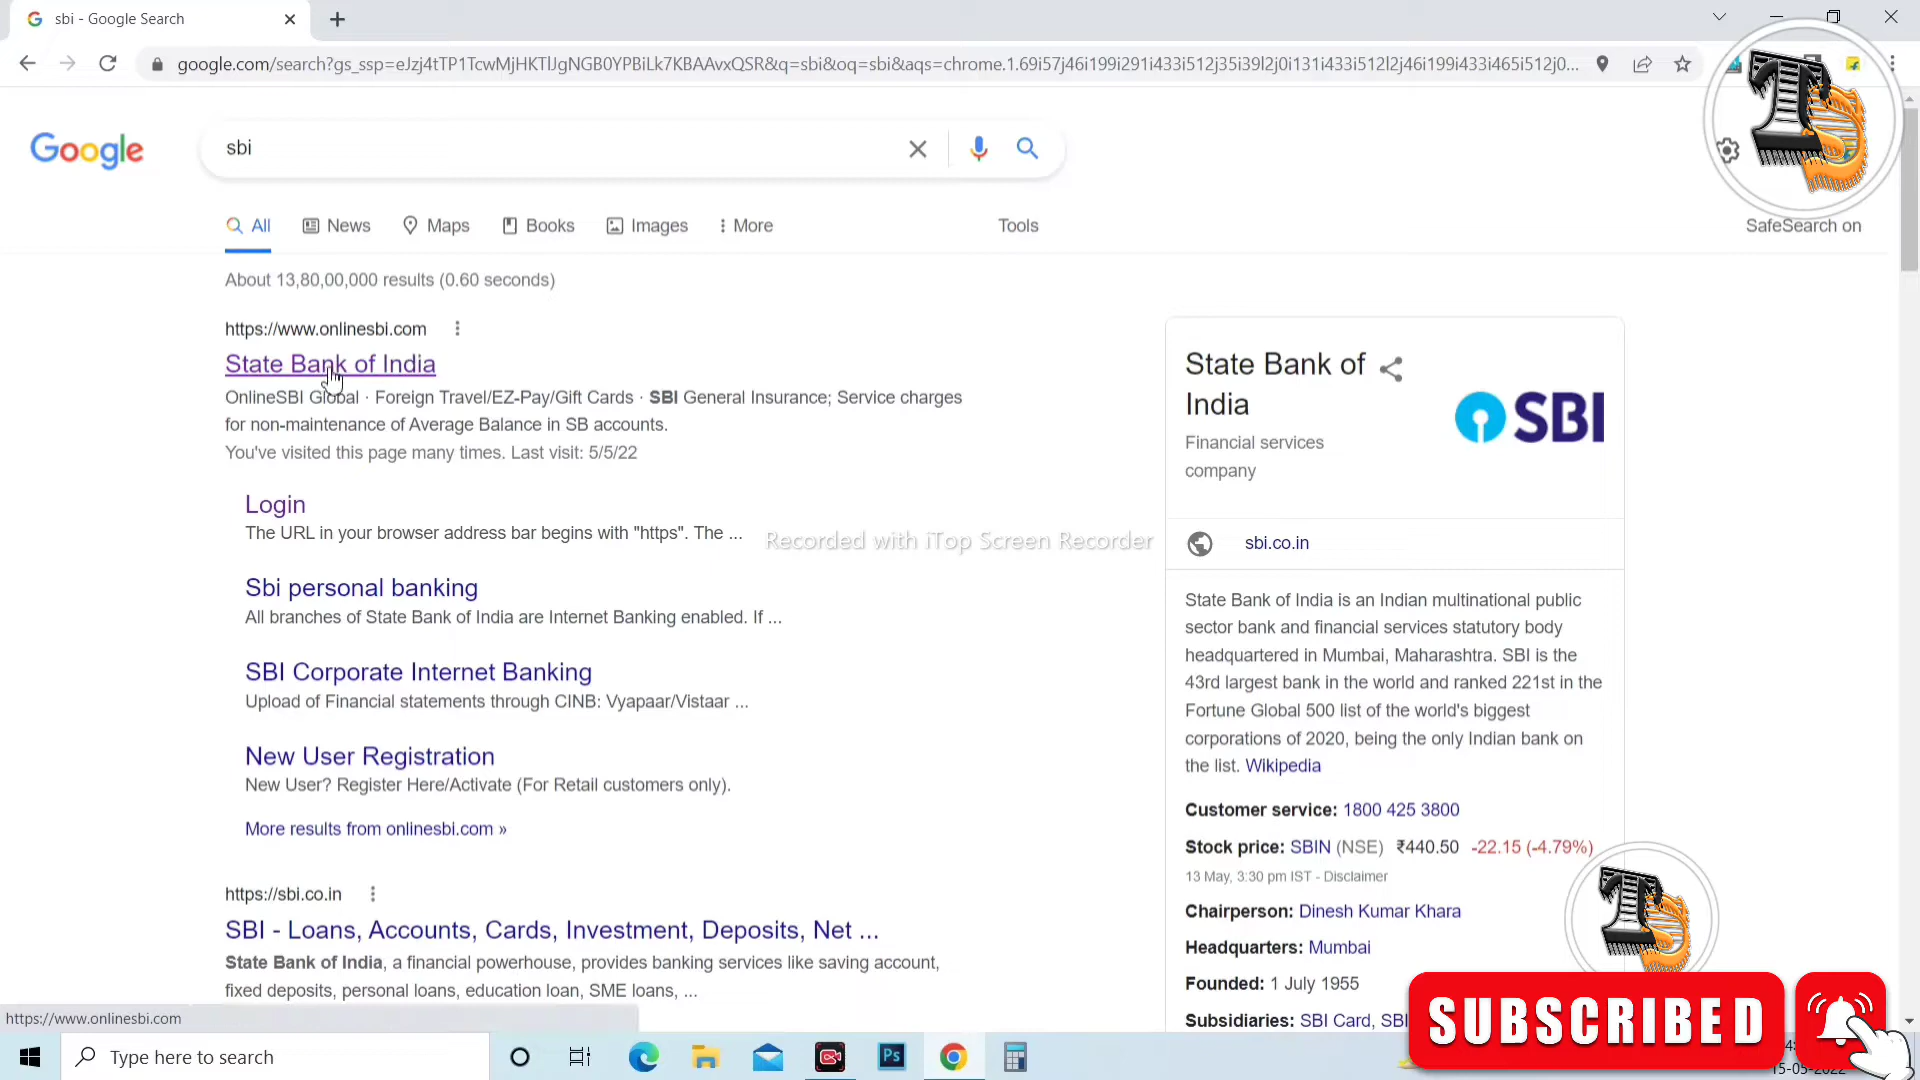 sbi - Google Search
google.com/search?gs_ssp=eJzj4tTP1TcwMjHKTlJgNGB0YPBiLk7KBAAvxQSR&q=sbi&oq=sbi&aqs=chrome.1.69i57j46i199i291i433i512j35i39l2j0i131i433i512l2j46i199i433i465i512j0...
Google
sbi
All
News
Maps
Books
Images
More
Tools
SafeSearch on
About 13,80,00,000 results (0.60 seconds)
https://www.onlinesbi.com
State Bank of India
OnlineSBI Global · Foreign Travel/EZ-Pay/Gift Cards · SBI General Insurance; Service charges
for non-maintenance of Average Balance in SB accounts.
You've visited this page many times. Last visit: 5/5/22
Login
The URL in your browser address bar begins with "https". The ...
Sbi personal banking
All branches of State Bank of India are Internet Banking enabled. If ...
SBI Corporate Internet Banking
Upload of Financial statements through CINB: Vyapaar/Vistaar ...
New User Registration
New User? Register Here/Activate (For Retail customers only).
More results from onlinesbi.com »
https://sbi.co.in
SBI - Loans, Accounts, Cards, Investment, Deposits, Net ...
State Bank of India, a financial powerhouse, provides banking services like saving account,
fixed deposits, personal loans, education loan, SME loans, ...
Recorded with iTop Screen Recorder
State Bank of
India
Financial services
company
SBI
sbi.co.in
State Bank of India is an Indian multinational public
sector bank and financial services statutory body
headquartered in Mumbai, Maharashtra. SBI is the
43rd largest bank in the world and ranked 221st in the
Fortune Global 500 list of the world's biggest
corporations of 2020, being the only Indian bank on
the list. Wikipedia
Customer service: 1800 425 3800
Stock price: SBIN (NSE) ₹440.50 -22.15 (-4.79%)
13 May, 3:30 pm IST - Disclaimer
Chairperson: Dinesh Kumar Khara
Headquarters: Mumbai
Founded: 1 July 1955
Subsidiaries: SBI Card, SBI
TS
TS
SUBSCRIBED
https://www.onlinesbi.com
Type here to search
Ps
15-05-2022